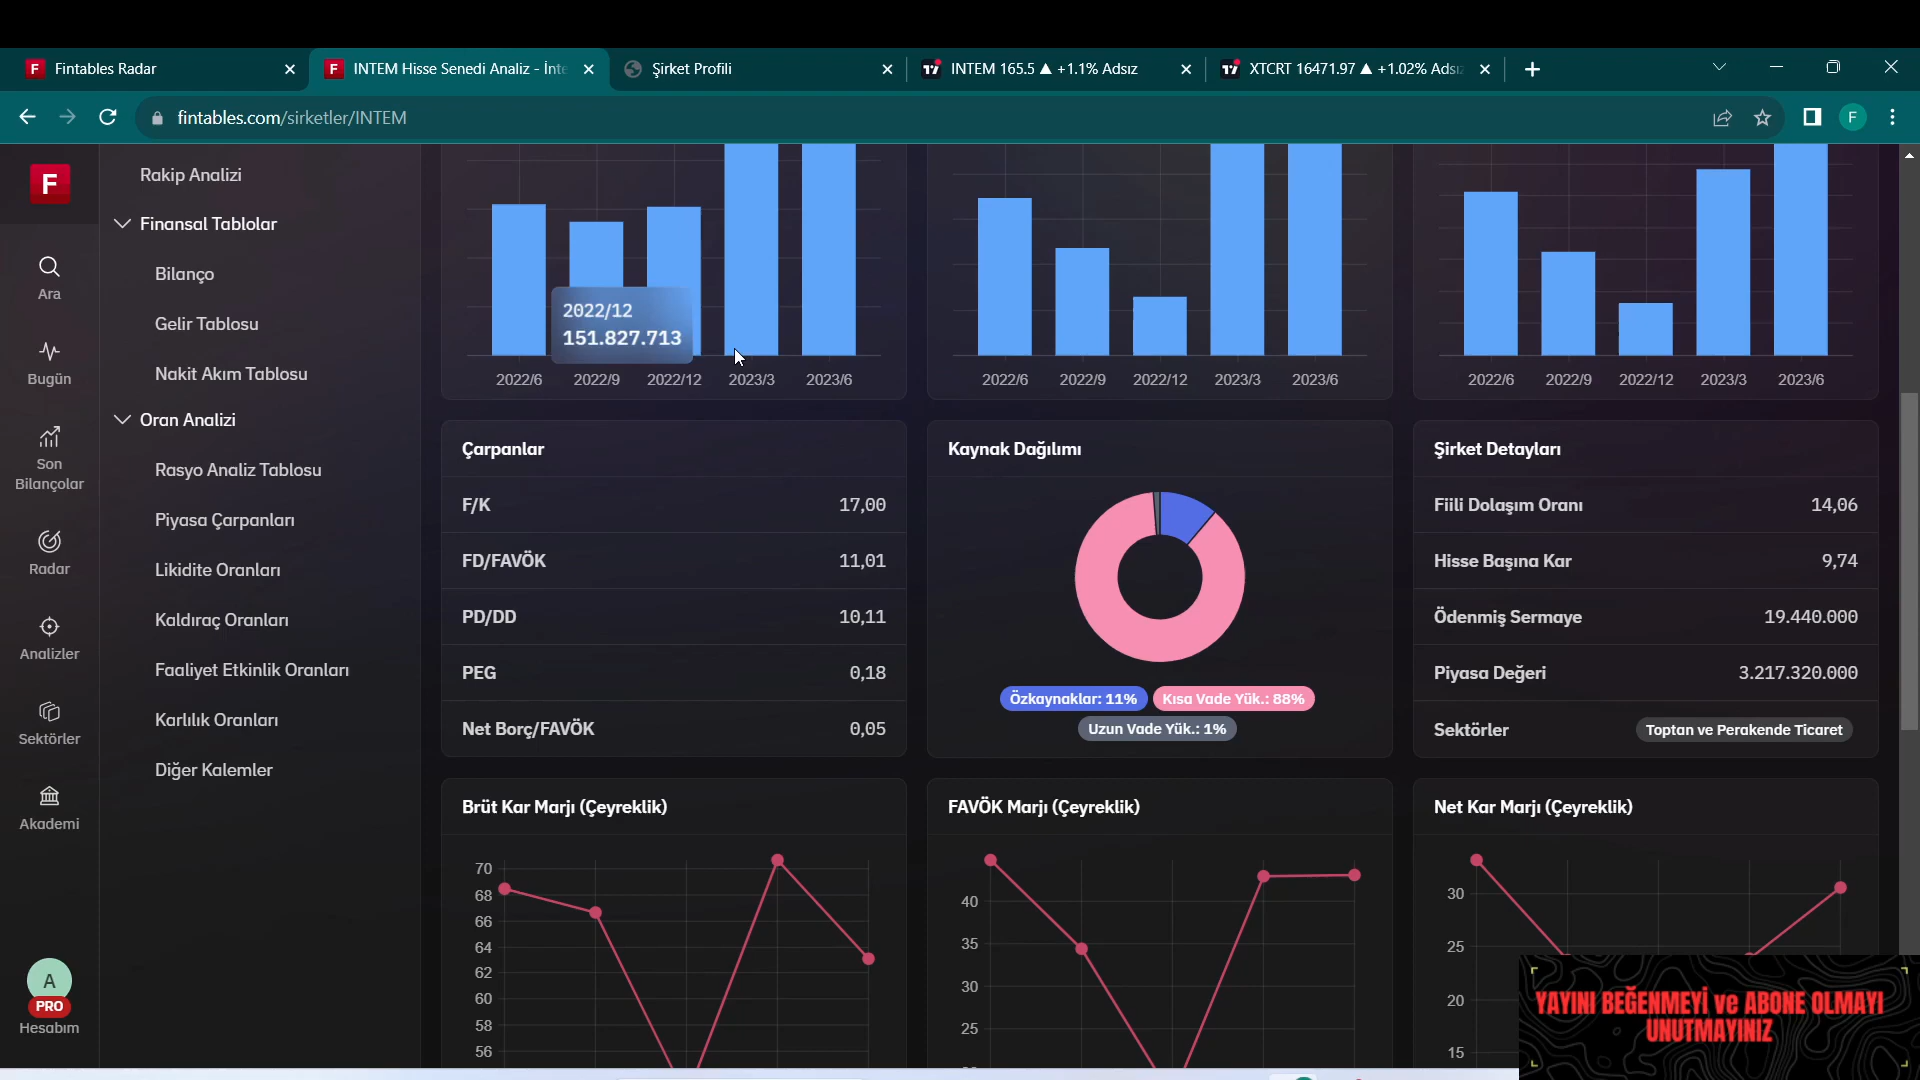 Fintables Radar
INTEM Hisse Senedi Analiz - İnte
Şirket Profili
INTEM 165.5 ▲ +1.1% Adsız
XTCRT 16471.97 ▲ +1.02% Adsız
fintables.com/sirketler/INTEM
F
F
Ara
Bugün
Son
Bilançolar
Radar
Analizler
Sektörler
Akademi
A
PRO
Hesabım
Rakip Analizi
Finansal Tablolar
Bilanço
Gelir Tablosu
Nakit Akım Tablosu
Oran Analizi
Rasyo Analiz Tablosu
Piyasa Çarpanları
Likidite Oranları
Kaldıraç Oranları
Faaliyet Etkinlik Oranları
Karlılık Oranları
Diğer Kalemler
2022/12
151.827.713
2022/6 2022/9 2022/12 2023/3 2023/6
2022/6 2022/9 2022/12 2023/3 2023/6
2022/6 2022/9 2022/12 2023/3 2023/6
Çarpanlar
F/K 17,00
FD/FAVÖK 11,01
PD/DD 10,11
PEG 0,18
Net Borç/FAVÖK 0,05
Kaynak Dağılımı
Özkaynaklar: 11% Kısa Vade Yük.: 88%
Uzun Vade Yük.: 1%
Şirket Detayları
Fiili Dolaşım Oranı 14,06
Hisse Başına Kar 9,74
Ödenmiş Sermaye 19.440.000
Piyasa Değeri 3.217.320.000
Sektörler Toptan ve Perakende Ticaret
Brüt Kar Marjı (Çeyreklik)
70
68
66
64
62
60
58
56
FAVÖK Marjı (Çeyreklik)
40
35
30
25
Net Kar Marjı (Çeyreklik)
30
25
20
15
YAYINI BEĞENMEYİ ve ABONE OLMAYI
UNUTMAYINIZ